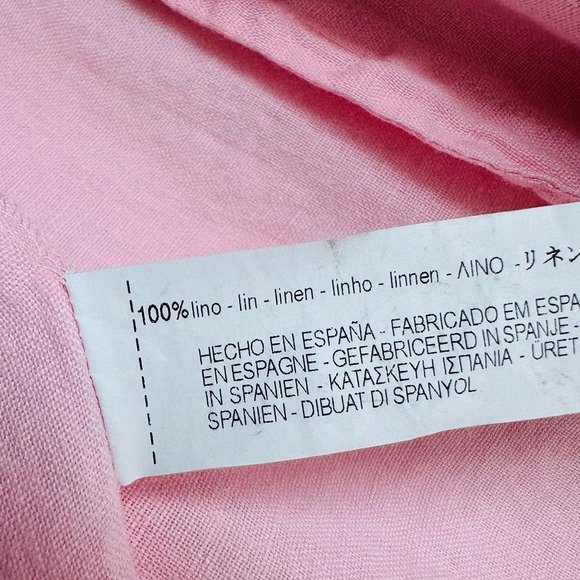 100% lino - lin - linen - linho - linnen - ΛΙΝΟ - リネン
HECHO EN ESPAÑA - FABRICADO EM ESPA
EN ESPAGNE - GEFABRICEERD IN SPANJE -
IN SPANIEN - ΚΑΤΑΣΚΕΥΗ ΙΣΠΑΝΙΑ - ÜRET
SPANIEN - DIBUAT DI SPANYOL